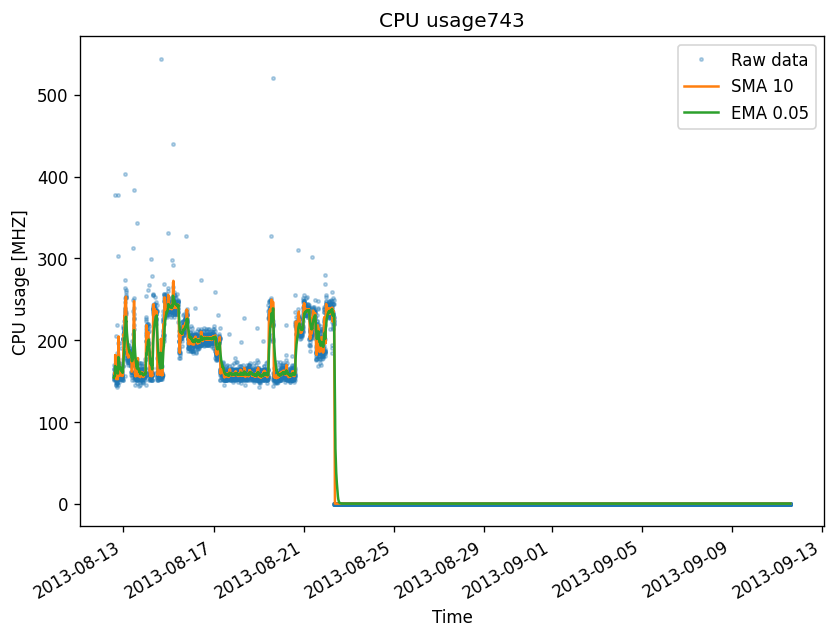 CPU usage743
Raw data
SMA 10
EMA 0.05
CPU usage [MHZ]
500
400
300
200
100
0
2013-08-13
2013-08-17
2013-08-21
2013-08-25
2013-08-29
2013-09-01
2013-09-05
2013-09-09
2013-09-13
Time